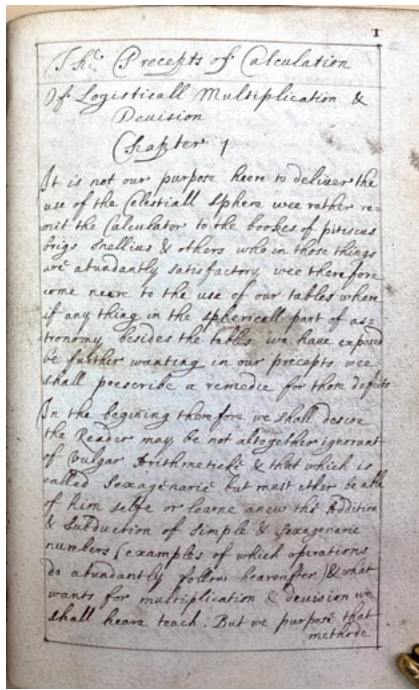 1
The Precepts of Calculation
Of Logisticall Multiplication &
Devision
Chapter 1
It is not our purpose heere to deliver the
use of the Celestiall Sphere wee rather re=
mit the Calculator to the bookes of pitiscus
brigs Snellius & others who in those things
are abundantly satisfactory, wee therefore
come neere to the use of our tables where
if any thing in the sphericall part of as=
=tronomy besides the tables we have exposed
be further wanting in our precepts wee
shall prescribe a remedie for those defects
In the begining therefore we shall desire
the Reader may be not altogether ignorant
of Vulgar Arithmeticke & that which is
called Sexagenarie but must ether be able
of him selfe or learne anew the Addition
& Subduction of Simple & Sexagenarie
numbers (examples of which operations
do abundantly follow heareafter) & what
wants for multiplication & devision we
shall heare teach. But we purpose that
methode